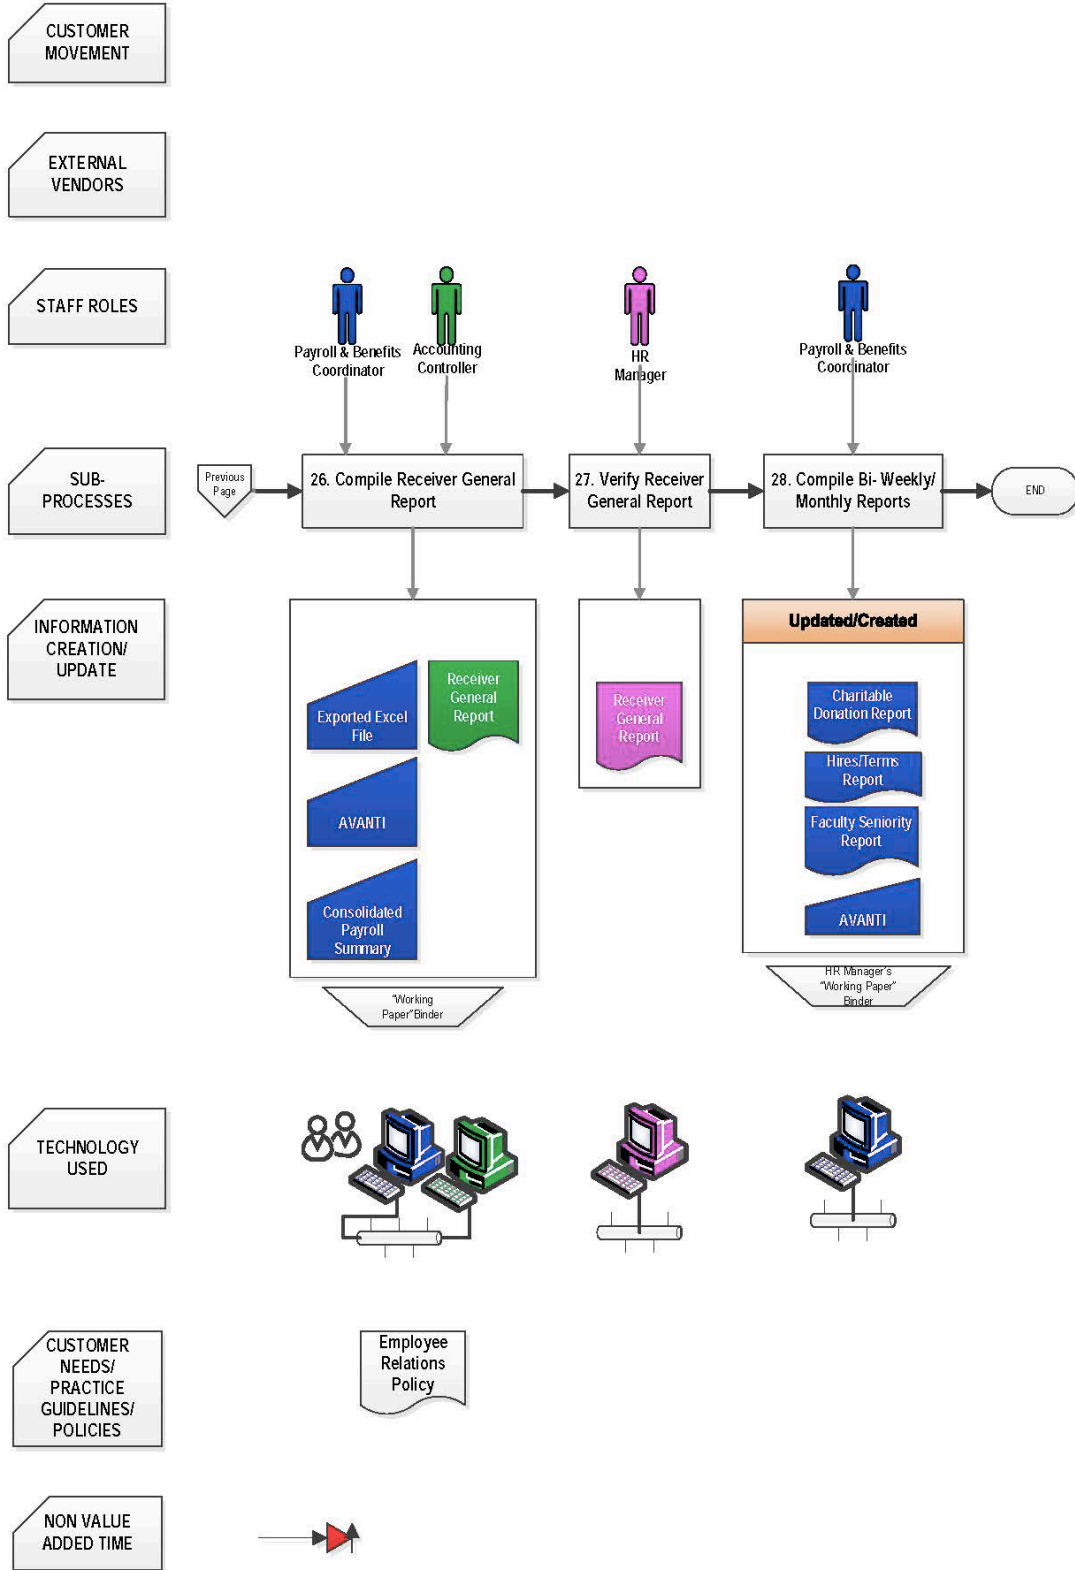 CUSTOMER
MOVEMENT
EXTERNAL
VENDORS
STAFF ROLES
Payroll & Benefits
Coordinator
Accounting
Controller
HR
Manager
Payroll & Benefits
Coordinator
SUB-
PROCESSES
Previous
Page
26. Compile Receiver General
Report
27. Verify Receiver
General Report
28. Compile Bi- Weekly/
Monthly Reports
END
INFORMATION
CREATION/
UPDATE
Exported Excel
File
Receiver
General
Report
AVANTI
Consolidated
Payroll
Summary
"Working
Paper"Binder
Receiver
General
Report
Updated/Created
Charitable
Donation Report
Hires/Terms
Report
Faculty Seniority
Report
AVANTI
HR Manager's
"Working Paper"
Binder
TECHNOLOGY
USED
CUSTOMER
NEEDS/
PRACTICE
GUIDELINES/
POLICIES
Employee
Relations
Policy
NON VALUE
ADDED TIME